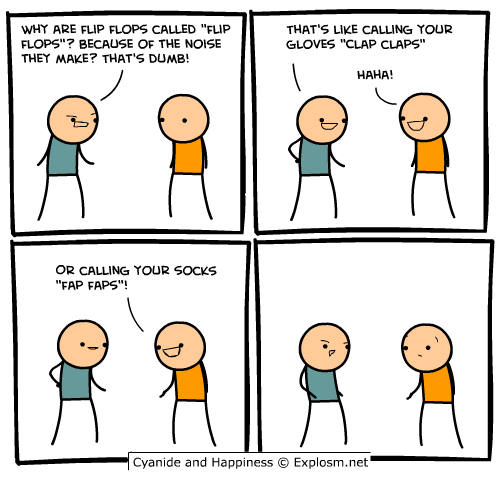 WHY ARE FLIP FLOPS CALLED "FLIP
FLOPS"? BECAUSE OF THE NOISE
THEY MAKE? THAT'S DUMB!
THAT'S LIKE CALLING YOUR
GLOVES "CLAP CLAPS"
HAHA!
OR CALLING YOUR SOCKS
"FAP FAPS"!
Cyanide and Happiness © Explosm.net